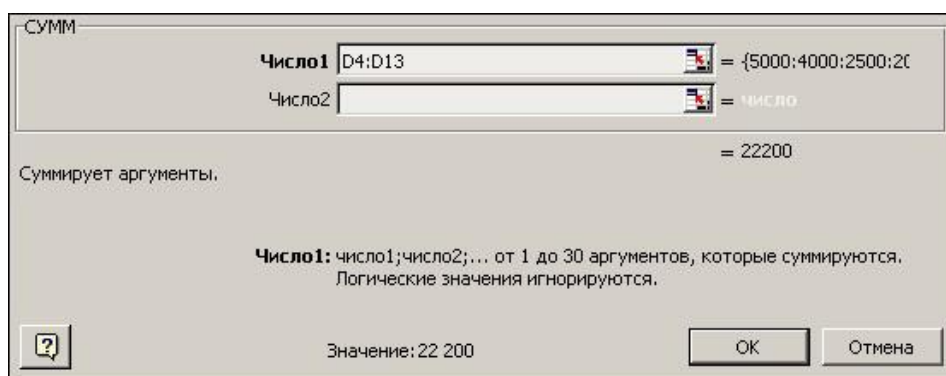 СУММ
Число1 D4:D13 = {5000:4000:2500:20
Число2 = число
= 22200
Суммирует аргументы.
Число1: число1;число2;... от 1 до 30 аргументов, которые суммируются.
Логические значения игнорируются.
? Значение:22 200 OK Отмена